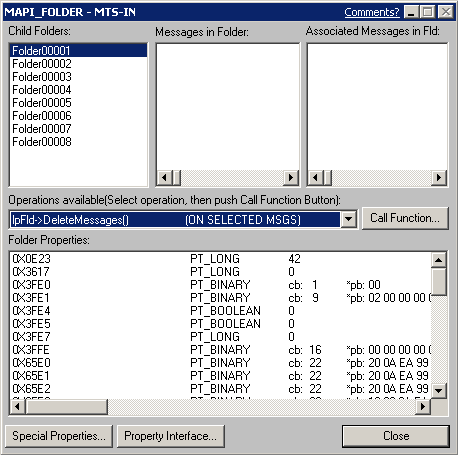 MAPI_FOLDER - MTS-IN Comments?
Child Folders: Messages in Folder: Associated Messages in Fld:
Folder00001
Folder00002
Folder00003
Folder00004
Folder00005
Folder00006
Folder00007
Folder00008
Operations available(Select operation, then push Call Function Button):
lpFld->DeleteMessages() (ON SELECTED MSGS) Call Function...
Folder Properties:
0X0E23 PT_LONG 42
0X3617 PT_LONG 0
0X3FE0 PT_BINARY cb: 1 *pb: 00
0X3FE1 PT_BINARY cb: 9 *pb: 02 00 00 00 0
0X3FE4 PT_BOOLEAN 0
0X3FE5 PT_BOOLEAN 0
0X3FE7 PT_LONG 0
0X3FFE PT_BINARY cb: 16 *pb: 00 00 00 00 0
0X65E0 PT_BINARY cb: 22 *pb: 20 0A EA 99
0X65E1 PT_BINARY cb: 22 *pb: 20 0A EA 99
0X65E2 PT_BINARY cb: 22 *pb: 20 0A EA 99
Special Properties... Property Interface... Close